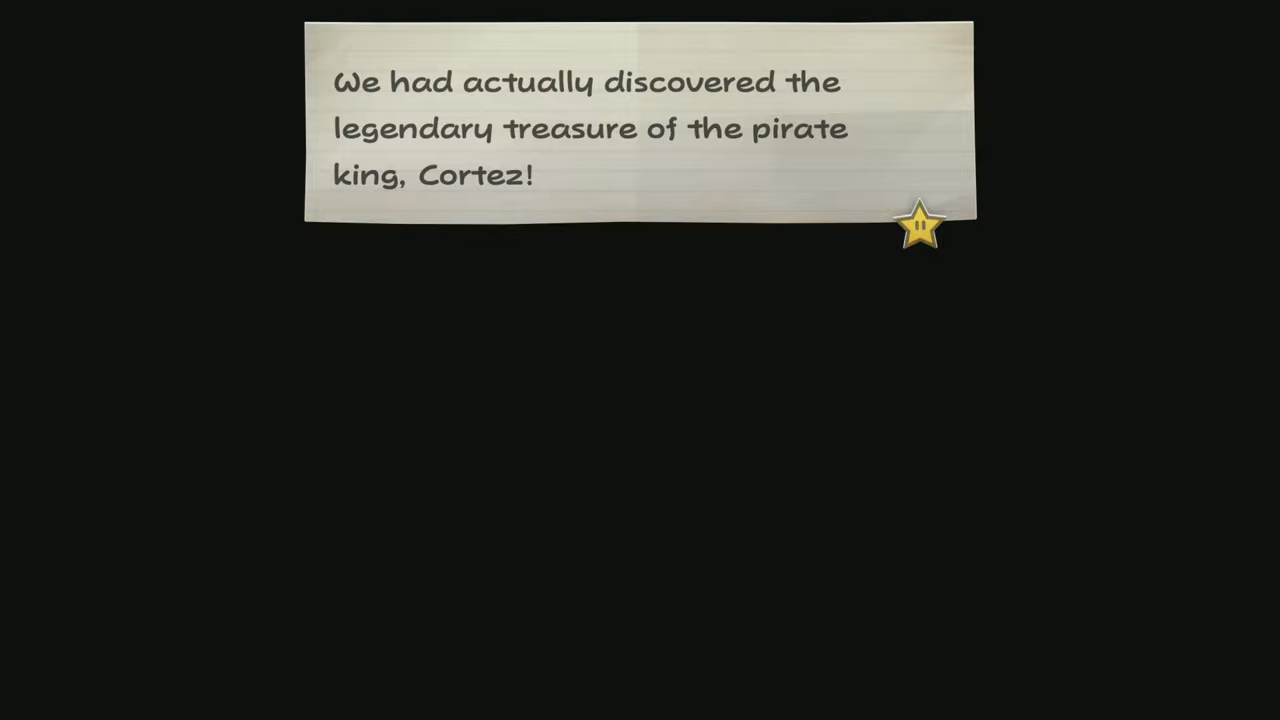 We had actually discovered the
legendary treasure of the pirate
king, Cortez!